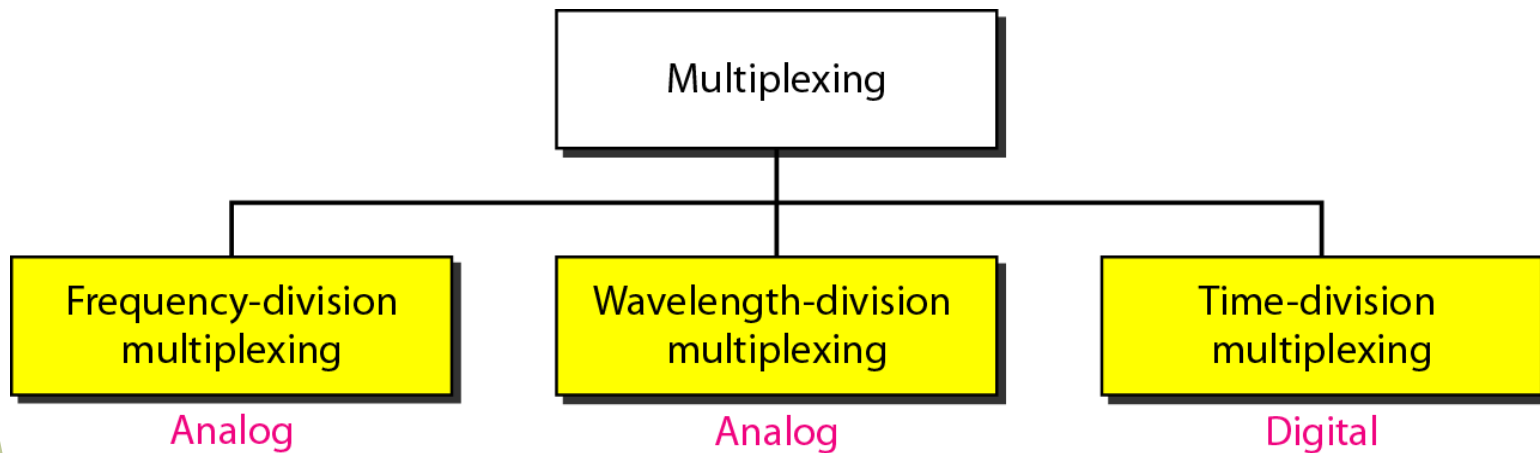 Multiplexing
Frequency-division
multiplexing
Wavelength-division
multiplexing
Time-division
multiplexing
Analog
Analog
Digital